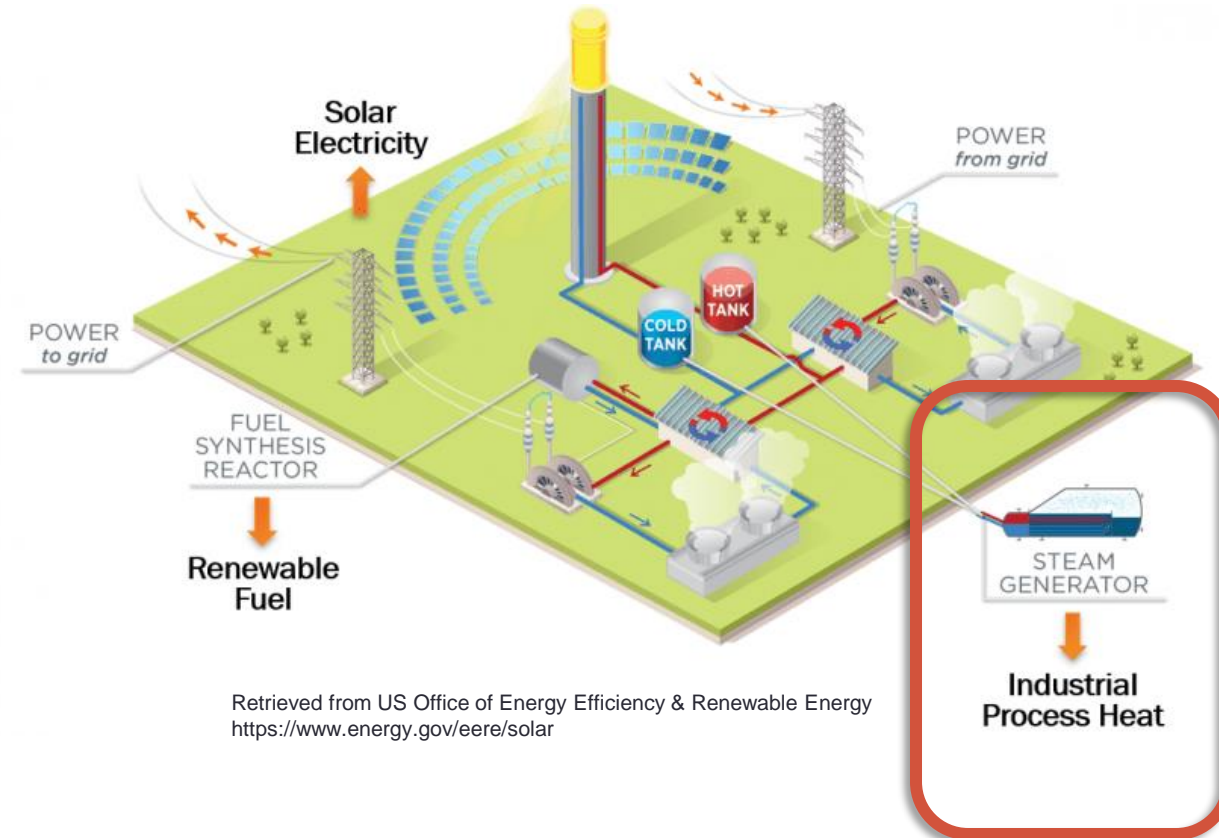 Solar
Electricity
POWER
from grid
HOT
TANK
COLD
TANK
POWER
to grid
FUEL
SYNTHESIS
REACTOR
Renewable
Fuel
STEAM
GENERATOR
Industrial
Process Heat
Retrieved from US Office of Energy Efficiency & Renewable Energy
https://www.energy.gov/eere/solar